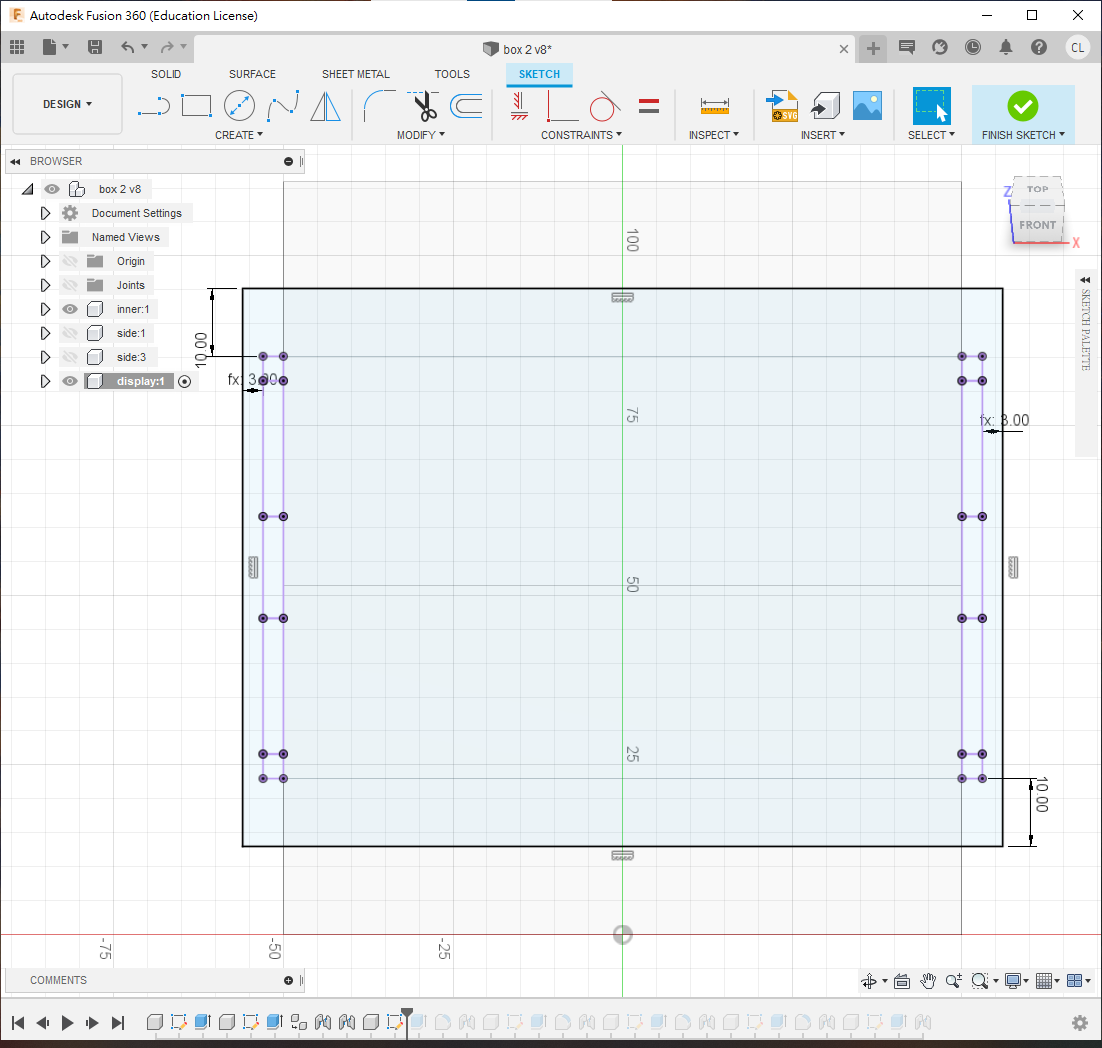 Autodesk Fusion 360 (Education License)
box 2 v8*
CL
SOLID
SURFACE
SHEET METAL
TOOLS
SKETCH
DESIGN
SVG
CREATE
MODIFY
CONSTRAINTS
INSPECT
INSERT
SELECT
FINISH SKETCH
BROWSER
box 2 v8
Document Settings
Named Views
Origin
Joints
inner:1
side:1
side:3
display:1
TOP
FRONT
Z
X
SKETCH PALETTE
100
10.00
fx: 3.00
75
fx: 3.00
50
25
10.00
-75
-50
-25
COMMENTS